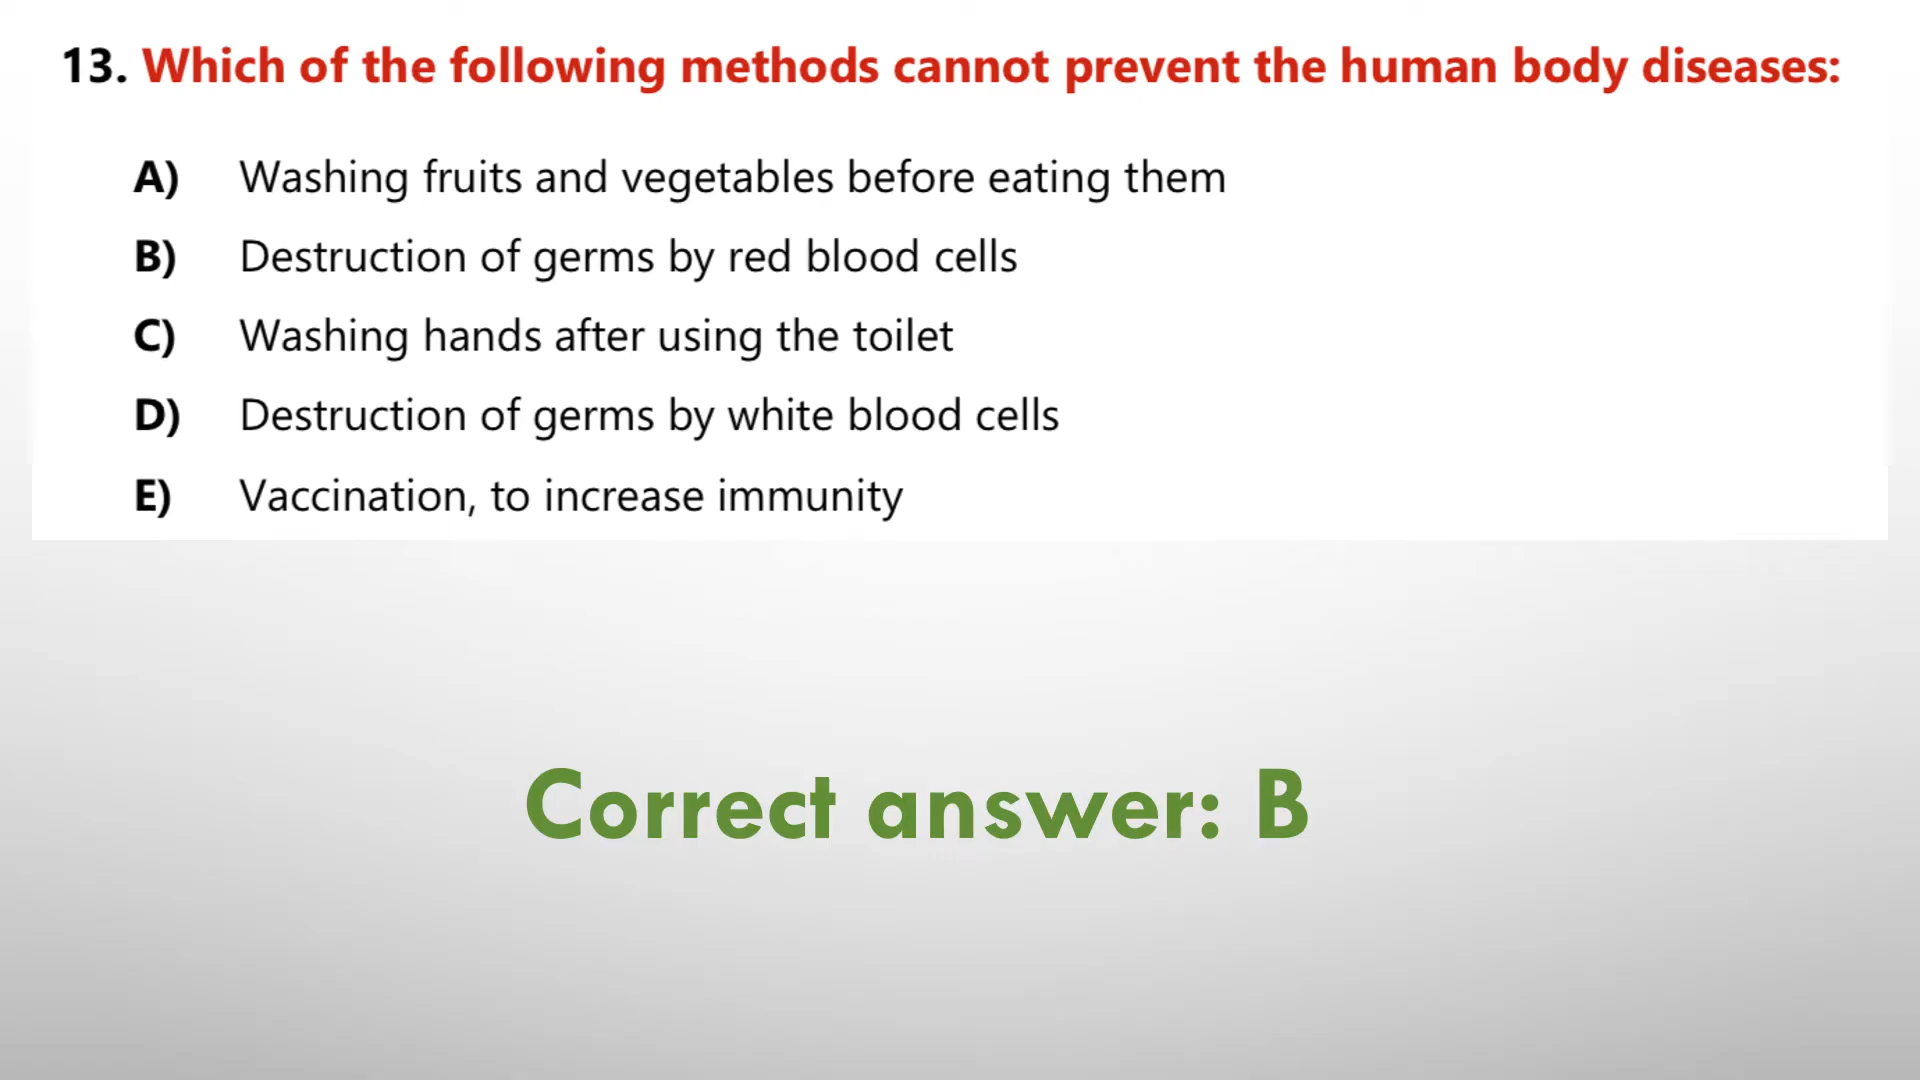 13. Which of the following methods cannot prevent the human body diseases:
A) Washing fruits and vegetables before eating them
B) Destruction of germs by red blood cells
C) Washing hands after using the toilet
D) Destruction of germs by white blood cells
E) Vaccination, to increase immunity
Correct answer: B